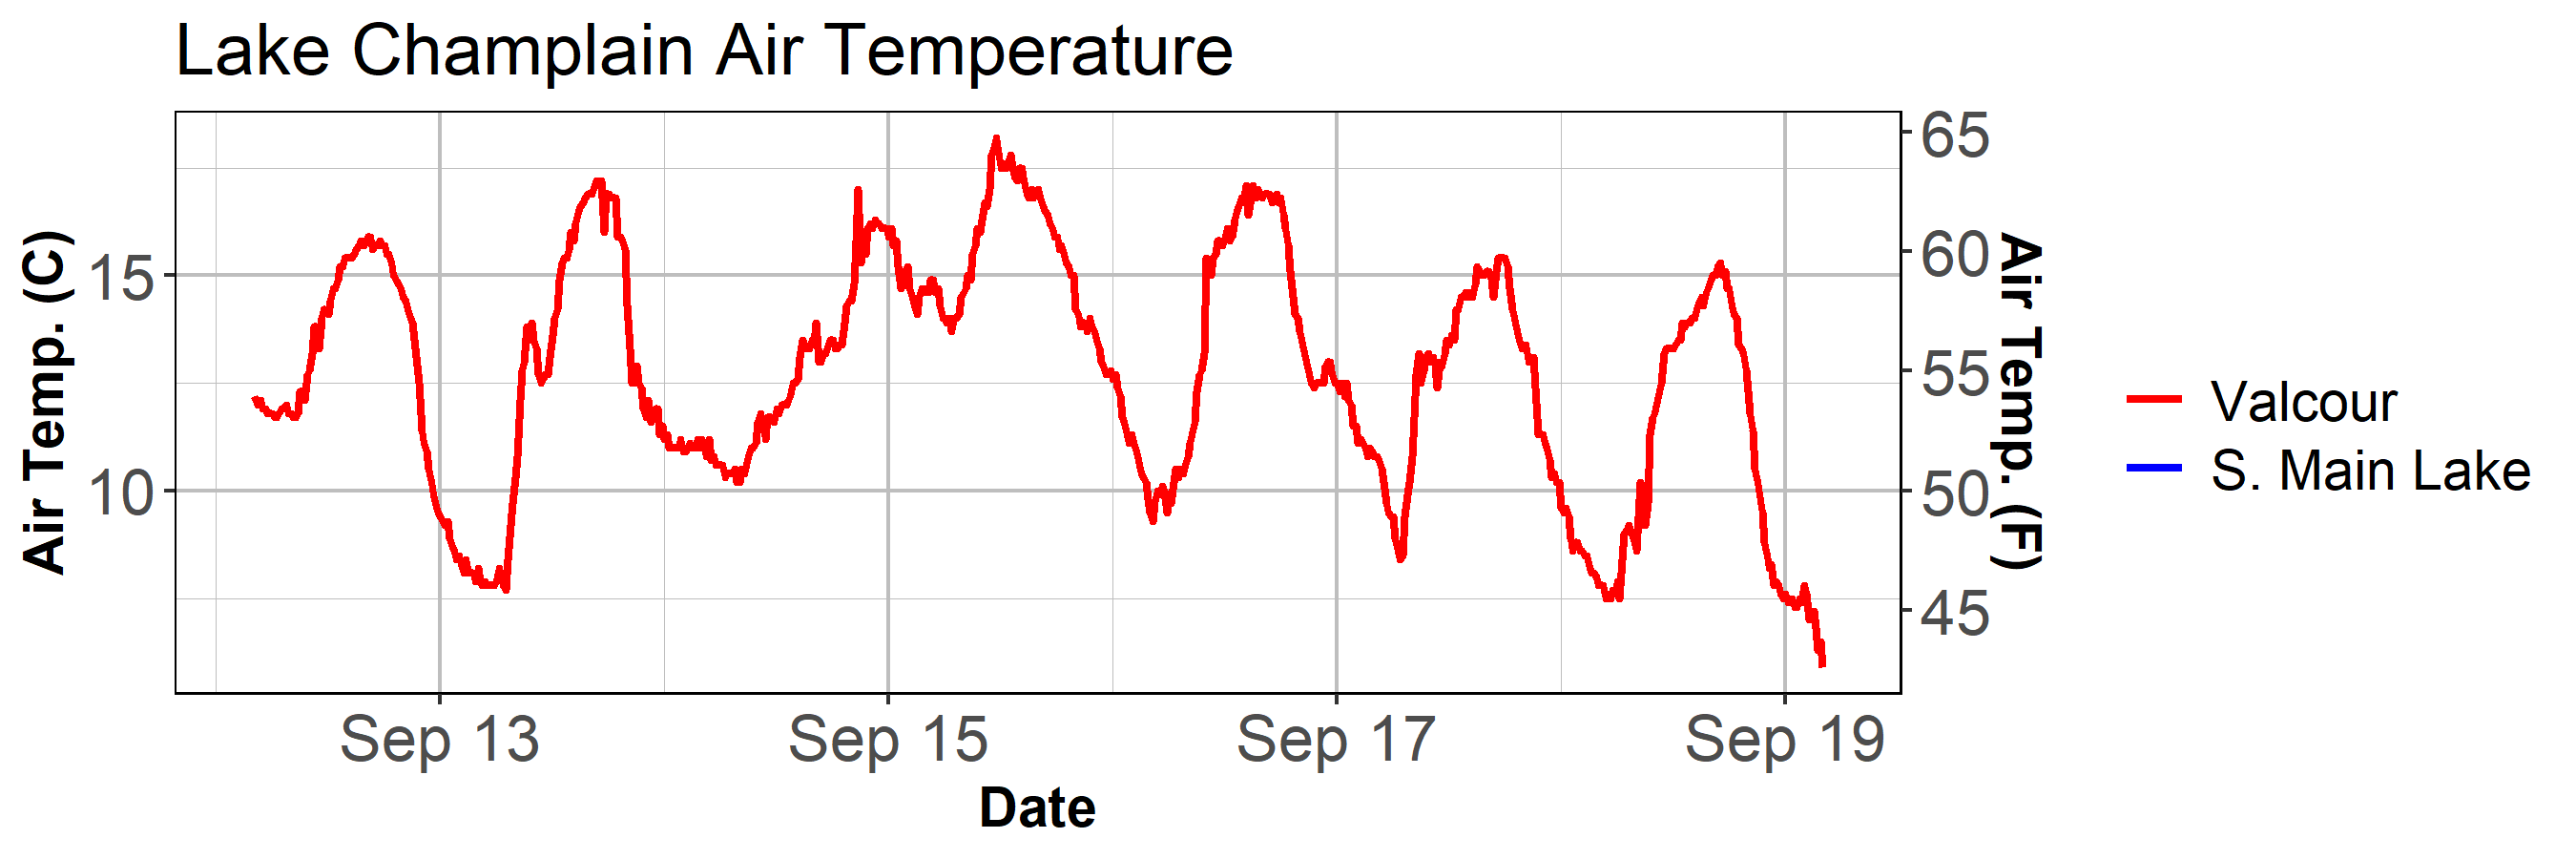 Lake Champlain Air Temperature
Air Temp. (C)
15
10
65
60
55
50
45
Air Temp. (F)
Sep 13
Sep 15
Sep 17
Sep 19
Date
Valcour
S. Main Lake